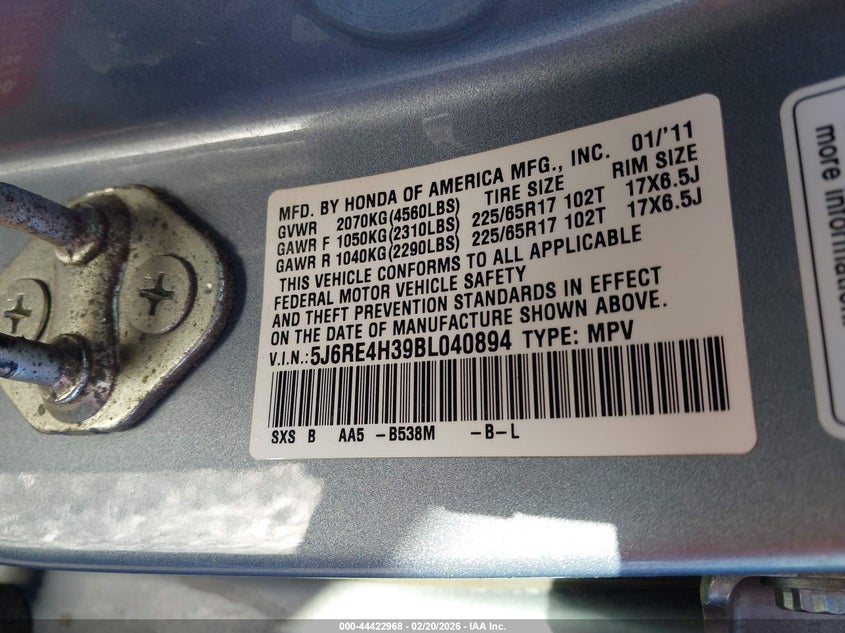 MFD. BY HONDA OF AMERICA MFG., INC. 01/'11
GVWR 2070KG(4560LBS) TIRE SIZE RIM SIZE
GAWR F 1050KG(2310LBS) 225/65R17 102T 17X6.5J
GAWR R 1040KG(2290LBS) 225/65R17 102T 17X6.5J
THIS VEHICLE CONFORMS TO ALL APPLICABLE
FEDERAL MOTOR VEHICLE SAFETY
AND THEFT PREVENTION STANDARDS IN EFFECT
ON THE DATE OF MANUFACTURE SHOWN ABOVE.
V.I.N.: 5J6RE4H39BL040894 TYPE: MPV
SXS B AA5 -B538M -B-L
more information
000-44422968 - 02/20/2026 - IAA Inc.